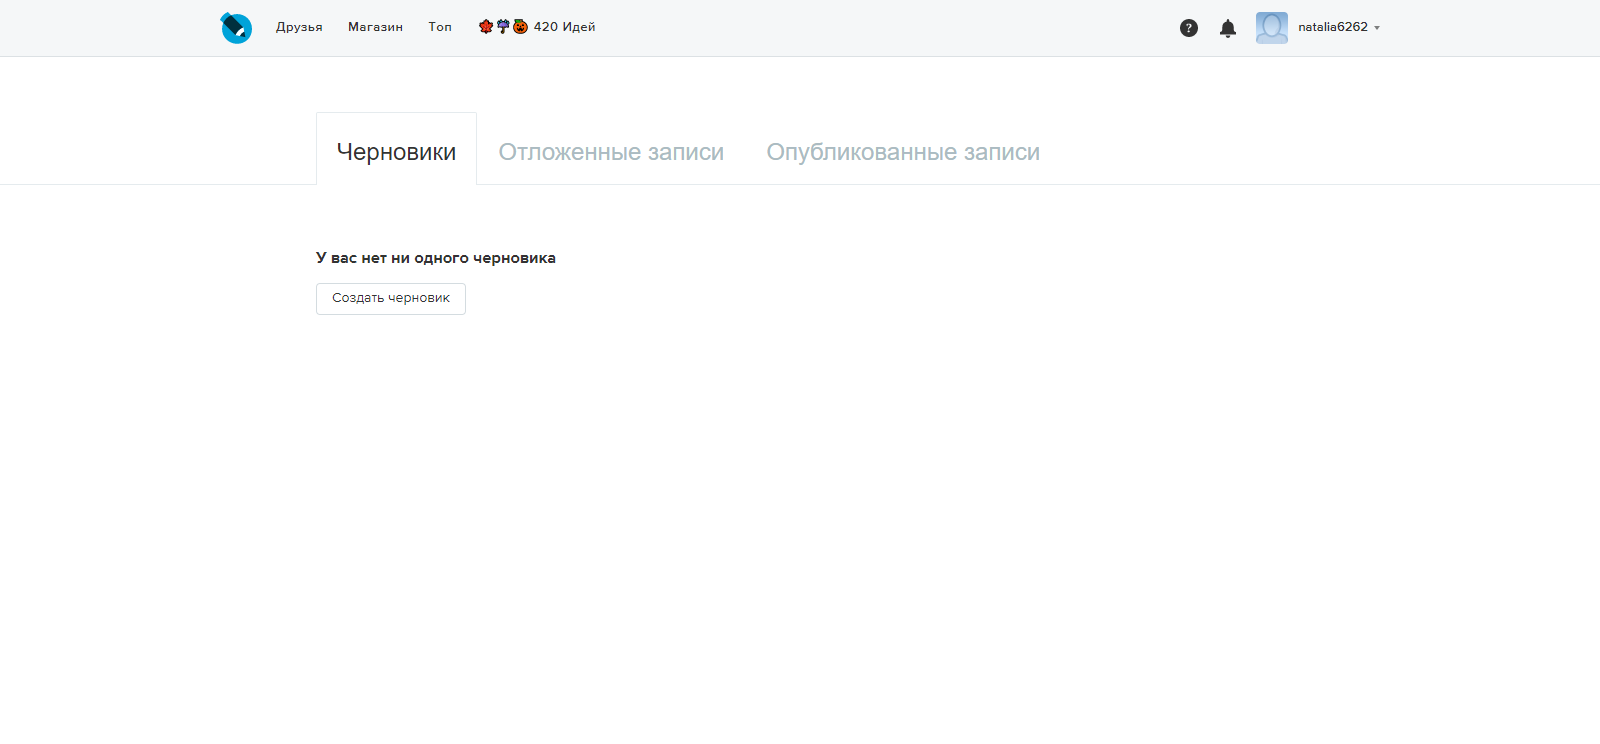 Друзья Магазин Топ 420 Идей ? natalia6262
Черновики Отложенные записи Опубликованные записи
У вас нет ни одного черновика
Создать черновик